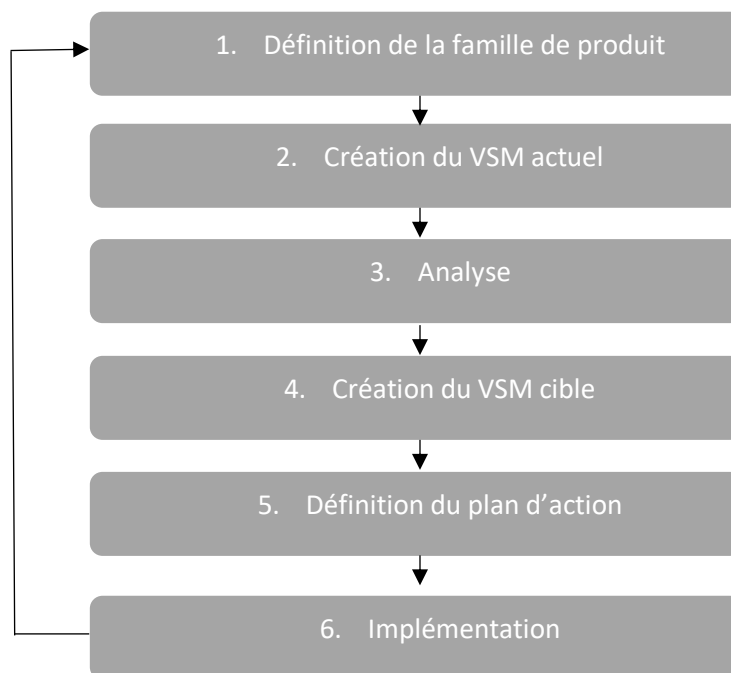 1. Définition de la famille de produit
2. Création du VSM actuel
3. Analyse
4. Création du VSM cible
5. Définition du plan d’action
6. Implémentation